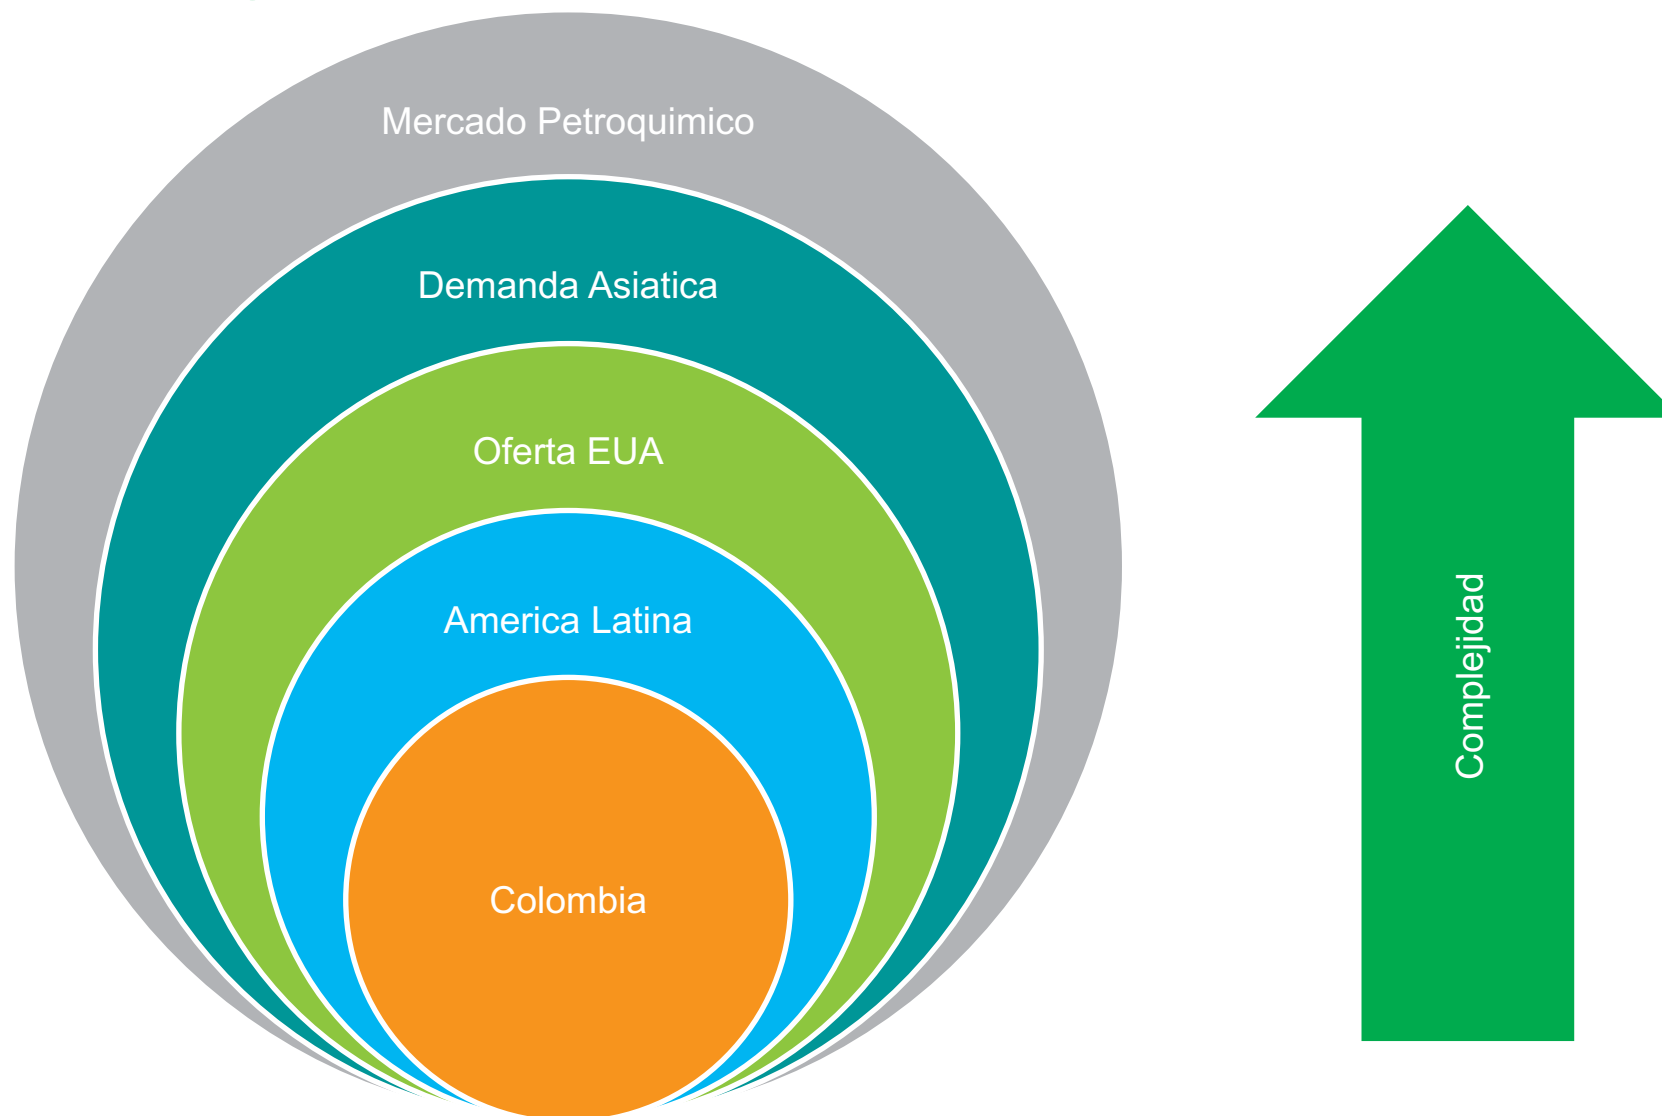 Mercado Petroquimico
Demanda Asiatica
Oferta EUA
America Latina
Colombia
Complejidad